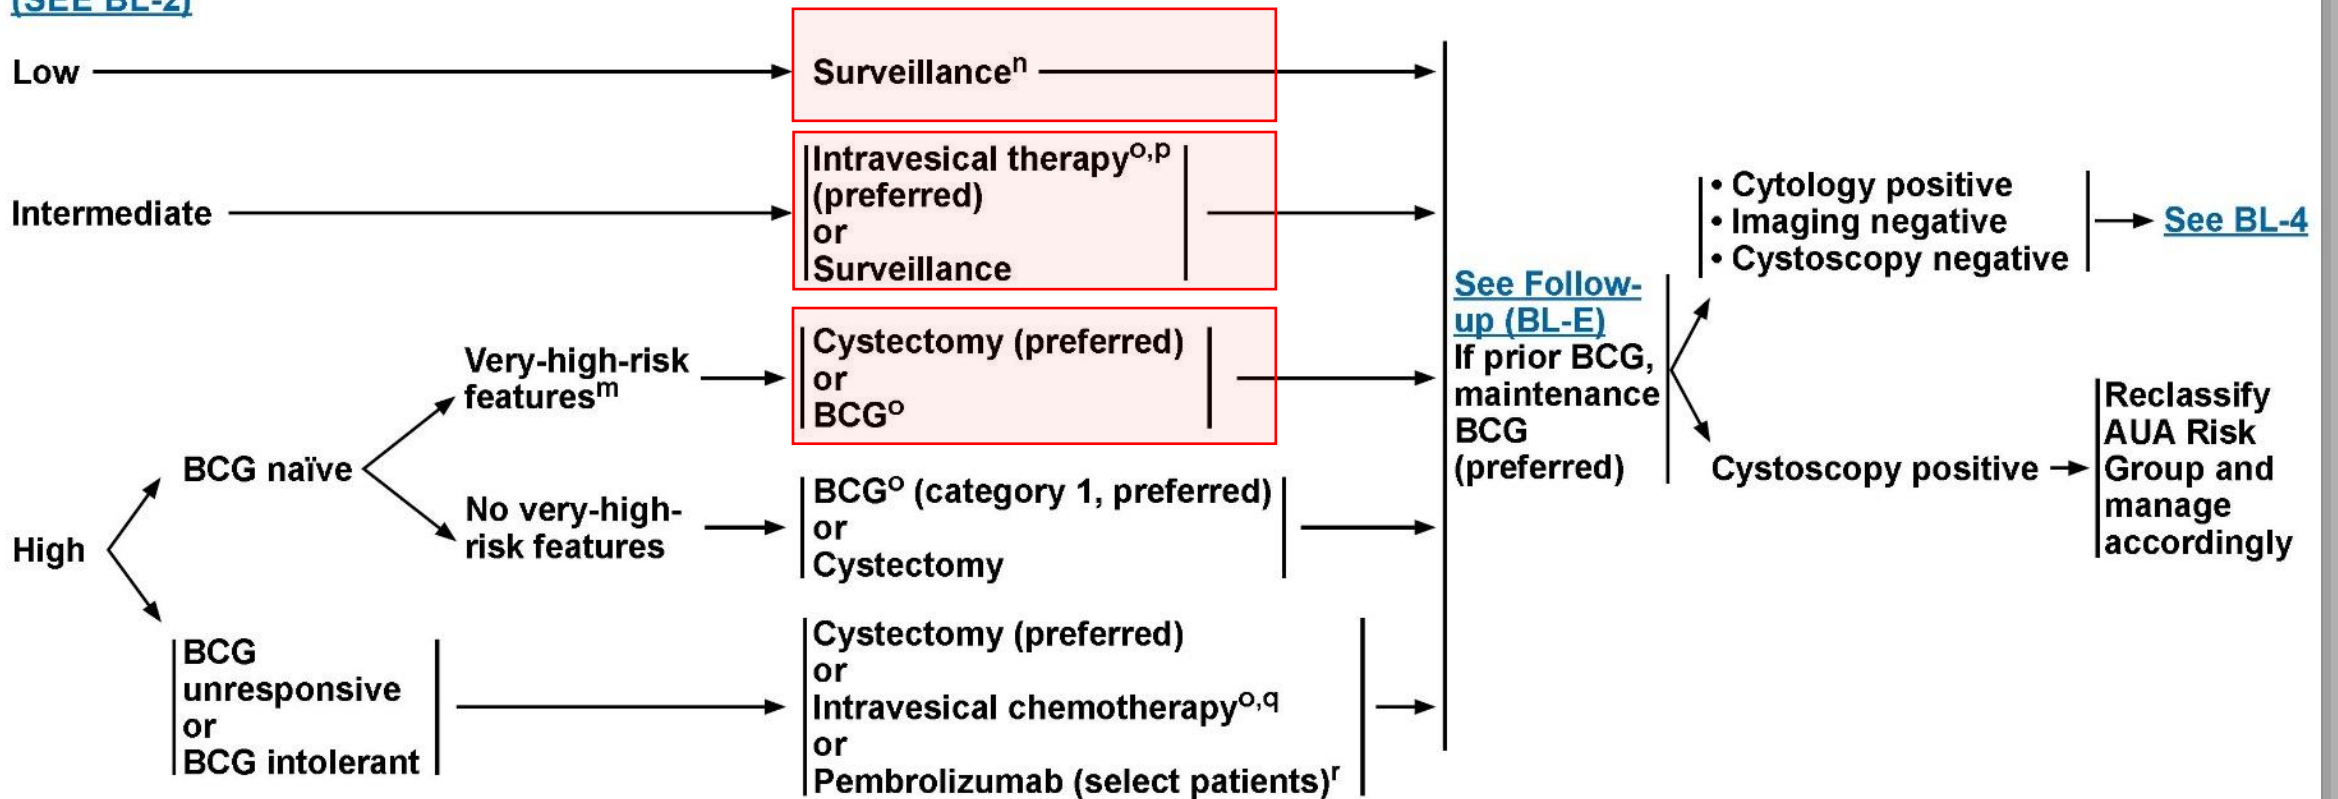 (SEE BL-2)
Low
Surveillanceⁿ
Intermediate
Intravesical therapyᵒ,ᵖ
(preferred)
or
Surveillance
High
BCG naïve
Very-high-risk
featuresᵐ
Cystectomy (preferred)
or
BCGᵒ
No very-high-
risk features
BCGᵒ (category 1, preferred)
or
Cystectomy
BCG
unresponsive
or
BCG intolerant
Cystectomy (preferred)
or
Intravesical chemotherapyᵒ,q
or
Pembrolizumab (select patients)ʳ
See Follow-
up (BL-E)
If prior BCG,
maintenance
BCG
(preferred)
• Cytology positive
• Imaging negative
• Cystoscopy negative
See BL-4
Cystoscopy positive
Reclassify
AUA Risk
Group and
manage
accordingly